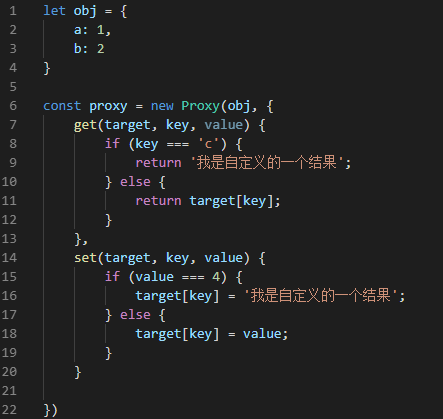 1 let obj = {
2     a: 1,
3     b: 2
4 }
5
6 const proxy = new Proxy(obj, {
7     get(target, key, value) {
8         if (key === 'c') {
9             return '我是自定义的一个结果';
10         } else {
11             return target[key];
12         }
13     },
14     set(target, key, value) {
15         if (value === 4) {
16             target[key] = '我是自定义的一个结果';
17         } else {
18             target[key] = value;
19         }
20     }
21
22 })